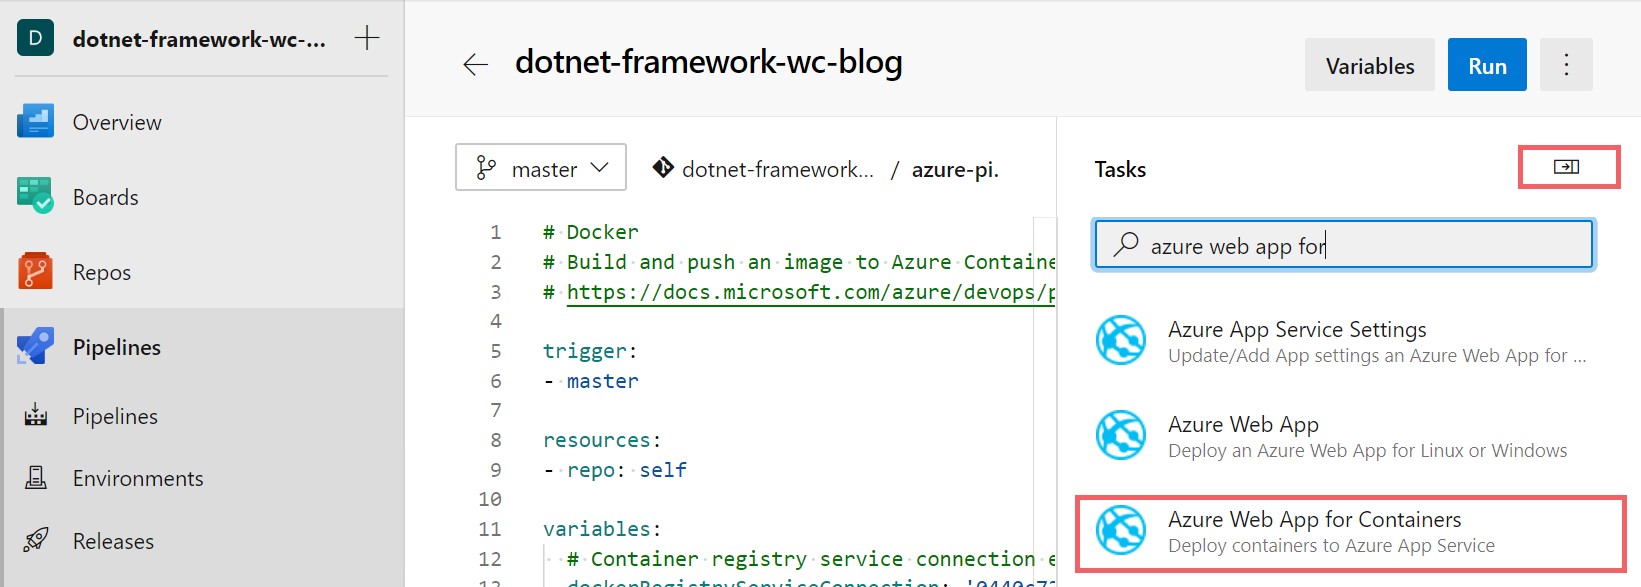 D dotnet-framework-wc-...
Overview
Boards
Repos
Pipelines
Pipelines
Environments
Releases
dotnet-framework-wc-blog
Variables
Run
master
dotnet-framework... / azure-pi.
1 # Docker
2 # Build and push an image to Azure Containe
3 # https://docs.microsoft.com/azure/devops/p
4
5 trigger:
6 - master
7
8 resources:
9 - repo: self
10
11 variables:
12 # Container registry service connection e
13 dockerRegistryServiceConnection: '0440c73
Tasks
azure web app for
Azure App Service Settings
Update/Add App settings an Azure Web App for ...
Azure Web App
Deploy an Azure Web App for Linux or Windows
Azure Web App for Containers
Deploy containers to Azure App Service